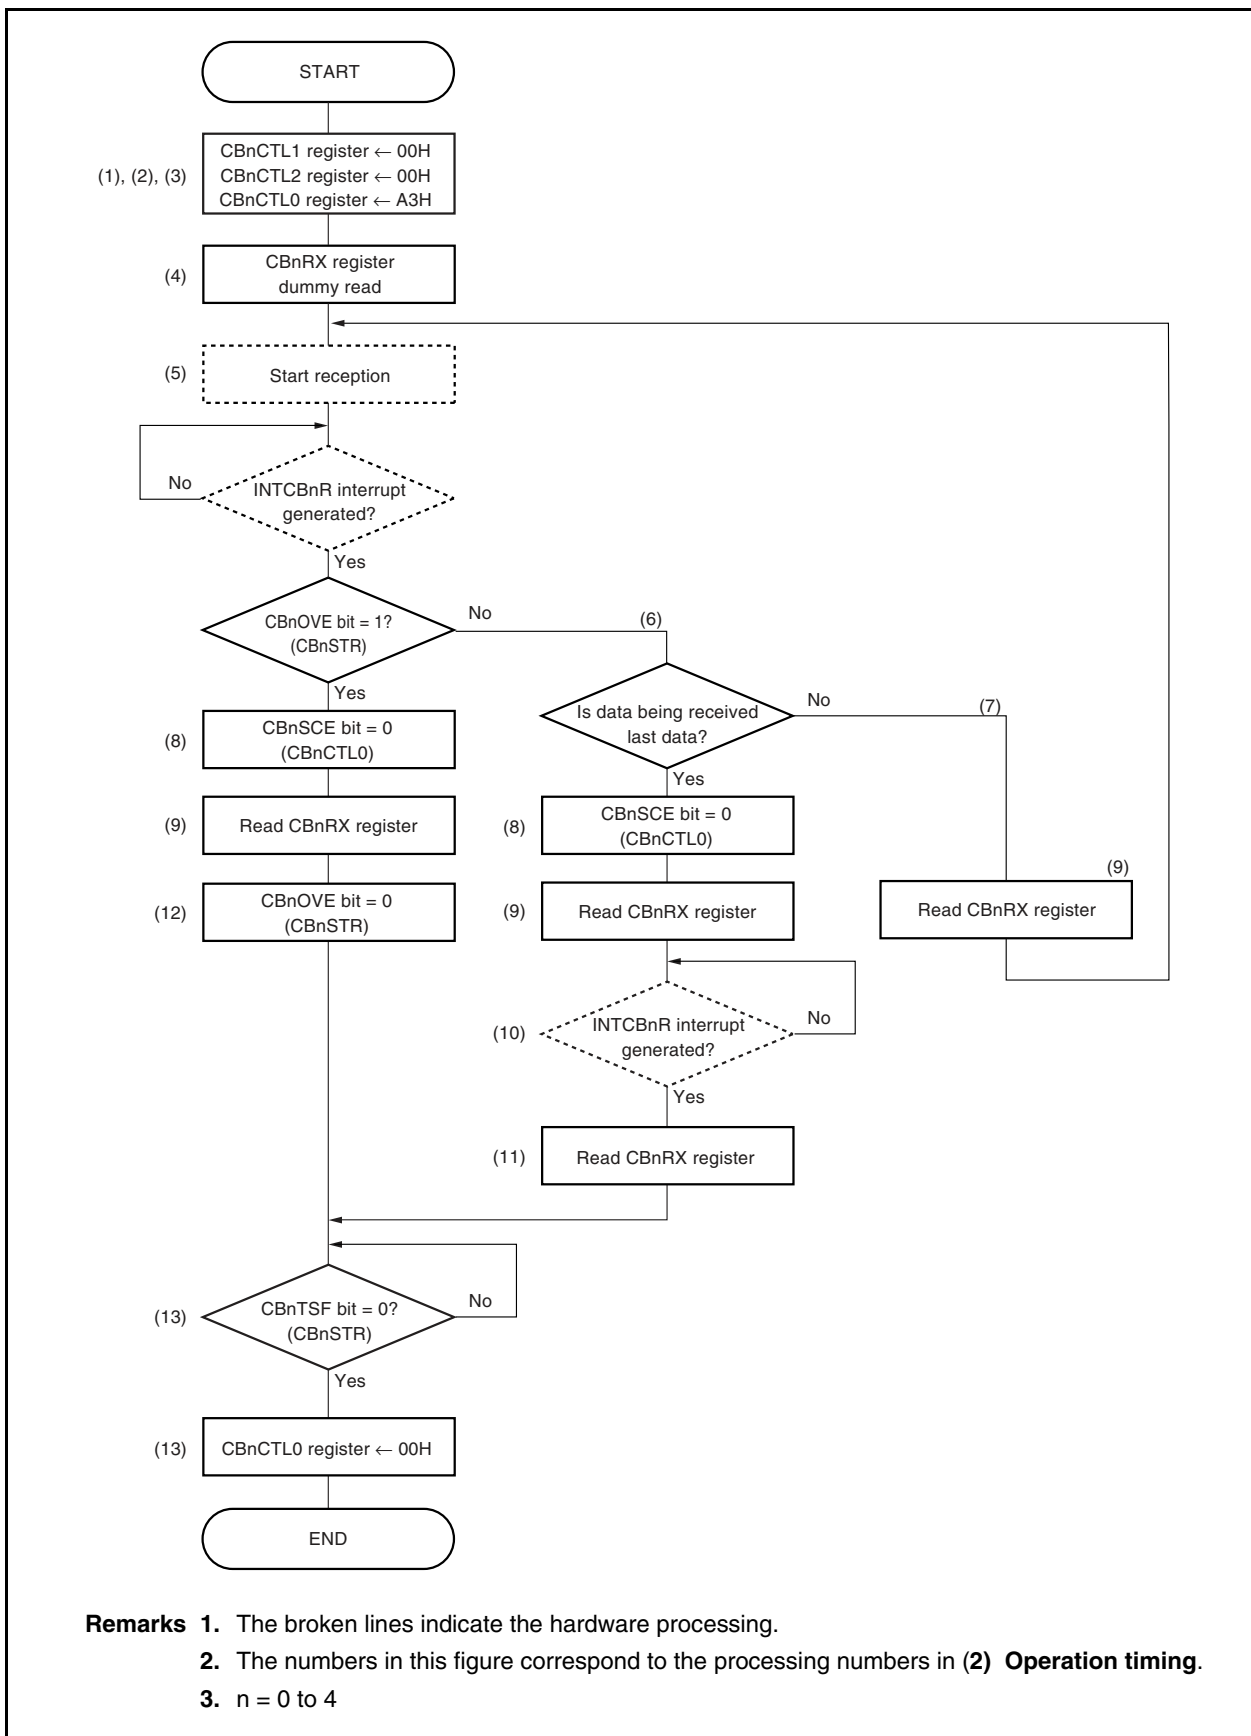 START
(1), (2), (3)
CBnCTL1 register ← 00H
CBnCTL2 register ← 00H
CBnCTL0 register ← A3H
(4)
CBnRX register
dummy read
(5)
Start reception
No
INTCBnR interrupt
generated?
Yes
CBnOVE bit = 1?
(CBnSTR)
No
(6)
Yes
Is data being received
last data?
No
(7)
Yes
(8)
CBnSCE bit = 0
(CBnCTL0)
(9)
Read CBnRX register
(12)
CBnOVE bit = 0
(CBnSTR)
(8)
CBnSCE bit = 0
(CBnCTL0)
(9)
Read CBnRX register
(9)
Read CBnRX register
(10)
INTCBnR interrupt
generated?
No
Yes
(11)
Read CBnRX register
(13)
CBnTSF bit = 0?
(CBnSTR)
No
Yes
(13)
CBnCTL0 register ← 00H
END
Remarks 1. The broken lines indicate the hardware processing.
2. The numbers in this figure correspond to the processing numbers in (2) Operation timing.
3. n = 0 to 4